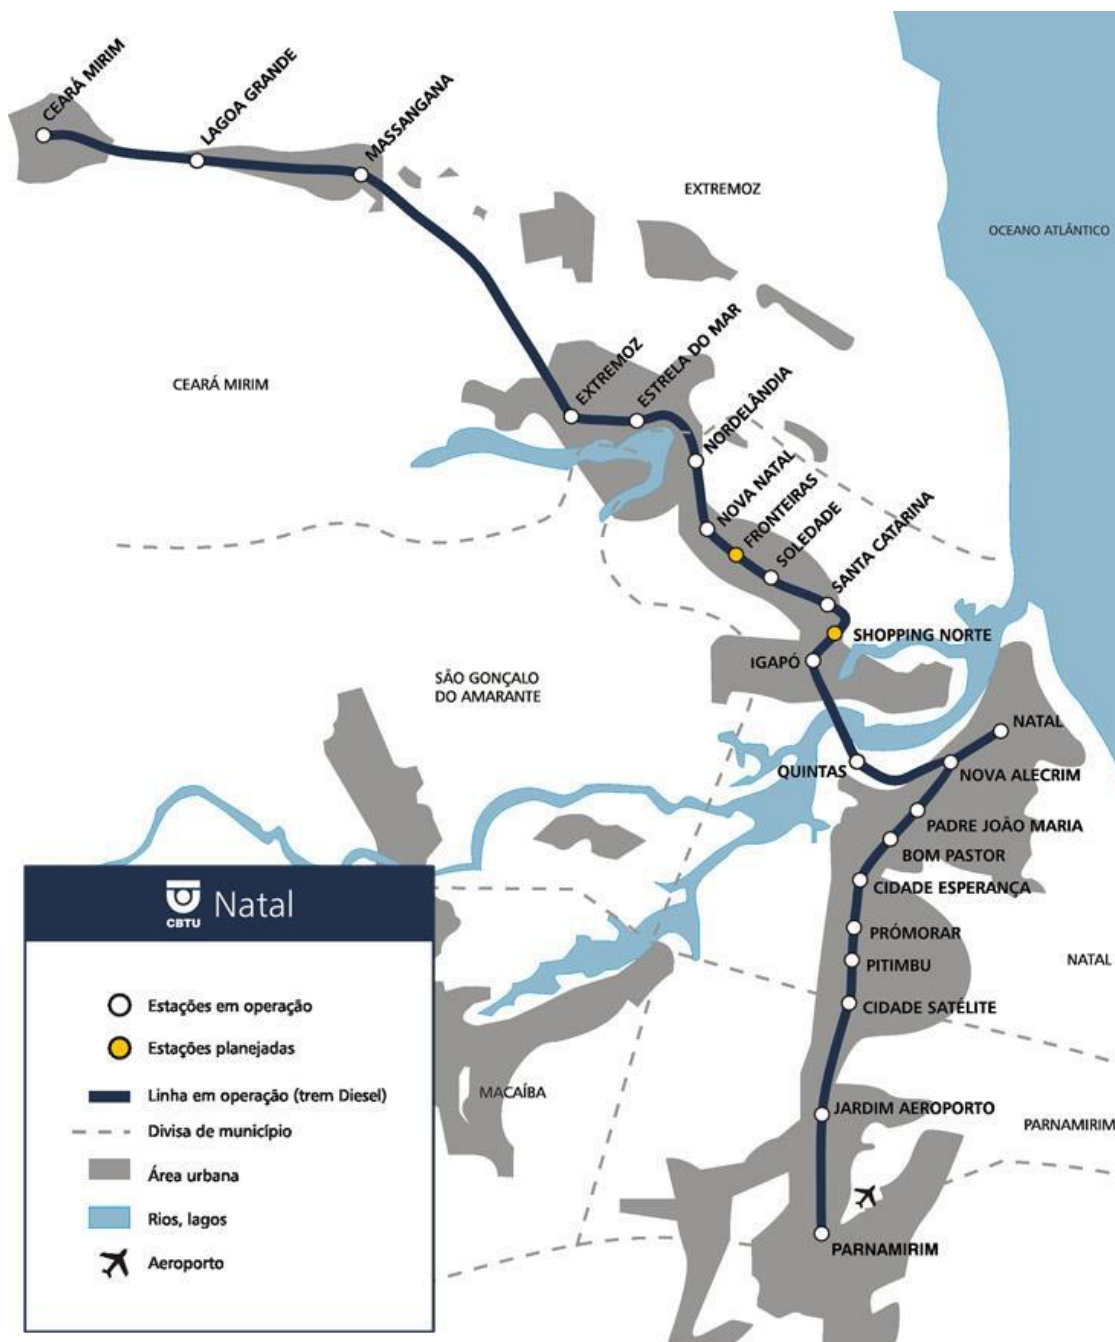 CEARÁ MIRIM
LAGOA GRANDE
MASSANGANA
EXTREMOZ
OCEANO ATLÂNTICO
CEARÁ MIRIM
EXTREMOZ
ESTRELA DO MAR
NORDELÂNDIA
NOVA NATAL
FRONTEIRAS
SOLEDADE
SANTA CATARINA
SHOPPING NORTE
IGAPÓ
SÃO GONÇALO
DO AMARANTE
NATAL
QUINTAS
NOVA ALECRIM
PADRE JOÃO MARIA
BOM PASTOR
CIDADE ESPERANÇA
PRÓMORAR
PITIMBU
NATAL
CIDADE SATÉLITE
MACAÍBA
JARDIM AEROPORTO
PARNAMIRIM
PARNAMIRIM
CBTU
Natal
Estações em operação
Estações planejadas
Linha em operação (trem Diesel)
Divisa de município
Área urbana
Rios, lagos
Aeroporto